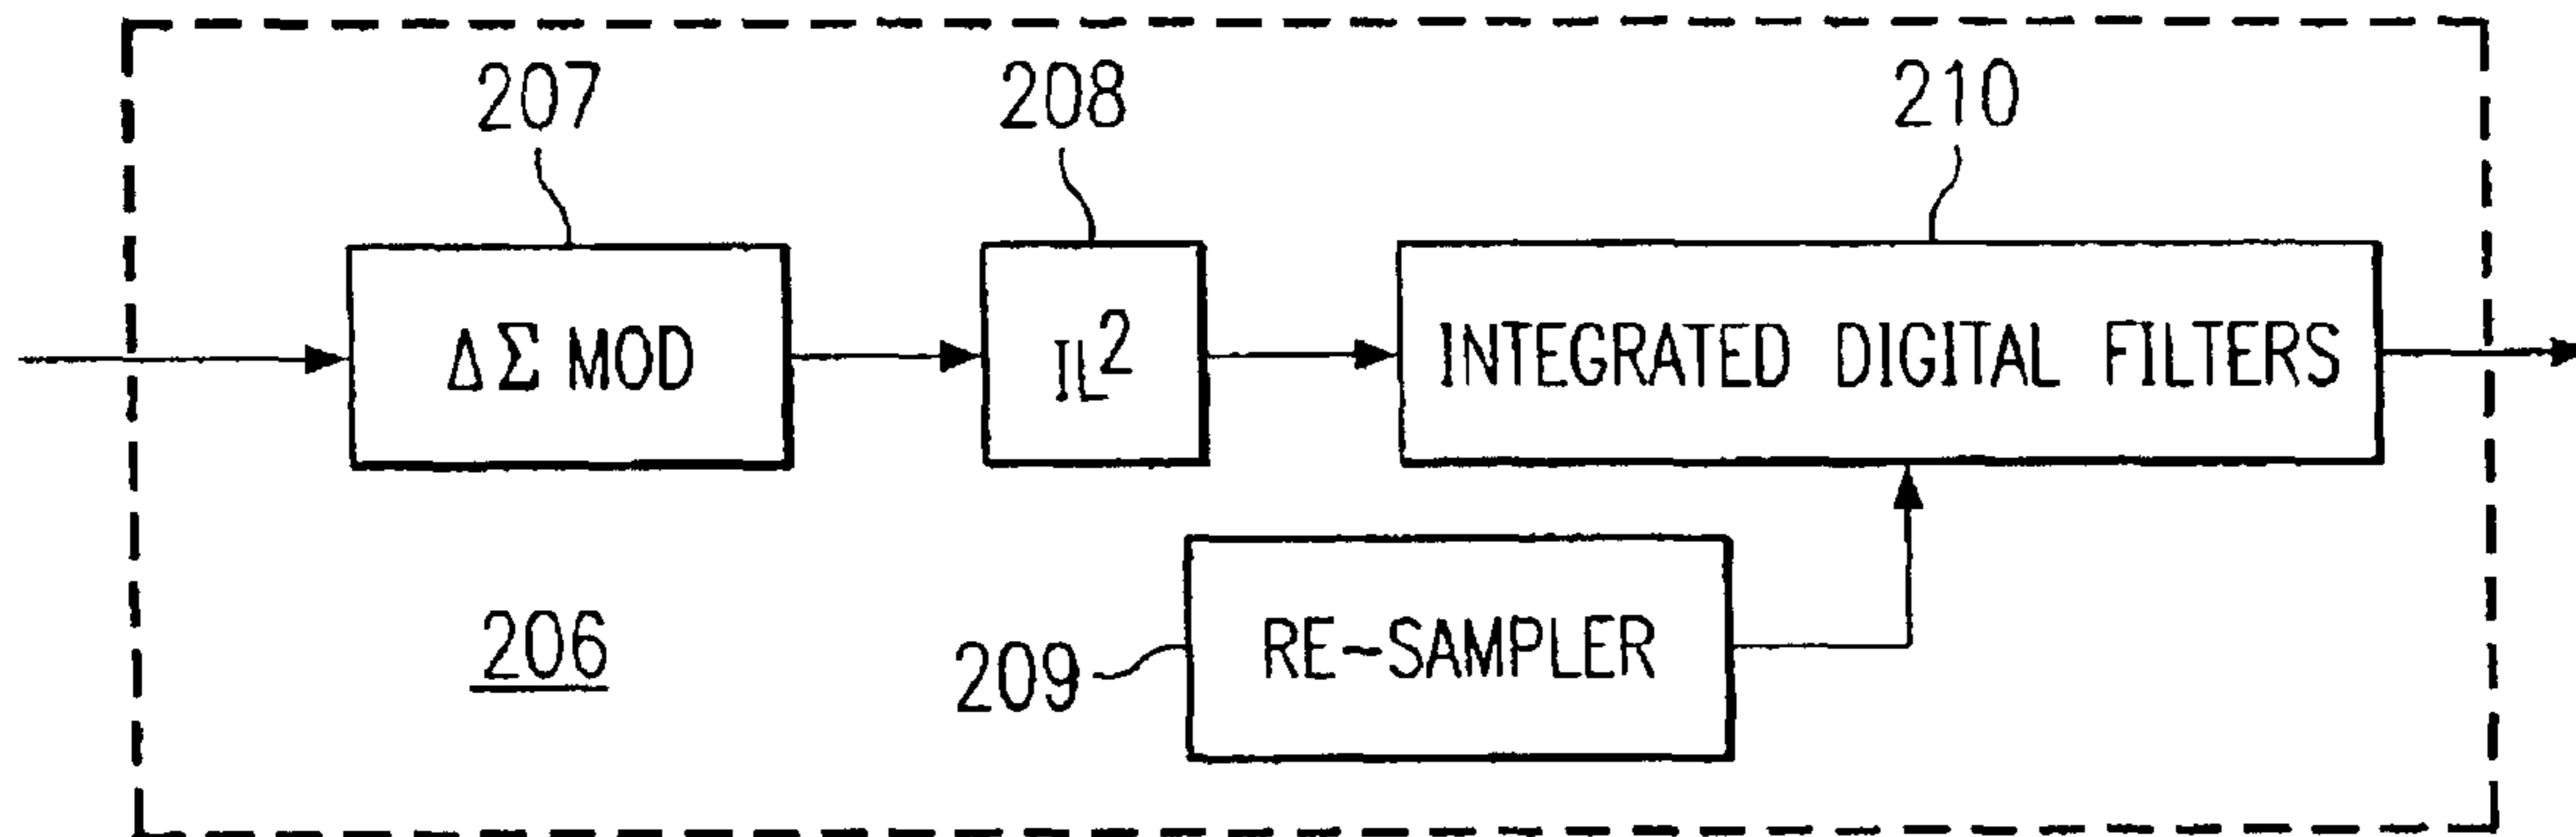 207
208
210
ΔΣ MOD
IL²
INTEGRATED DIGITAL FILTERS
206
209
RE-SAMPLER